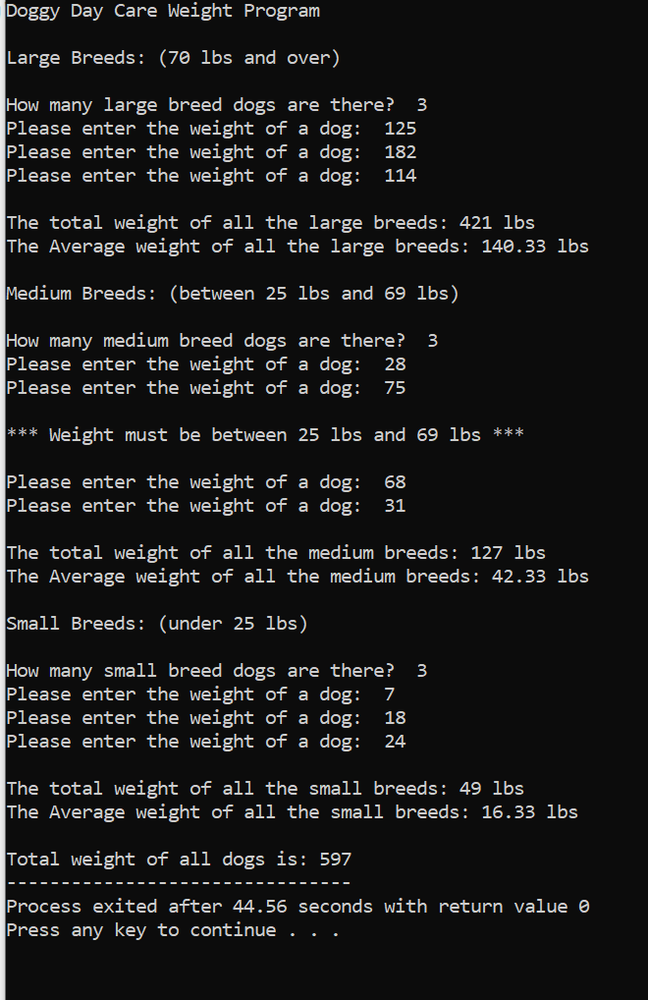 Doggy Day Care Weight Program
Large Breeds: (70 lbs and over)
How many large breed dogs are there?  3
Please enter the weight of a dog:  125
Please enter the weight of a dog:  182
Please enter the weight of a dog:  114
The total weight of all the large breeds: 421 lbs
The Average weight of all the large breeds: 140.33 lbs
Medium Breeds: (between 25 lbs and 69 lbs)
How many medium breed dogs are there?  3
Please enter the weight of a dog:  28
Please enter the weight of a dog:  75
*** Weight must be between 25 lbs and 69 lbs ***
Please enter the weight of a dog:  68
Please enter the weight of a dog:  31
The total weight of all the medium breeds: 127 lbs
The Average weight of all the medium breeds: 42.33 lbs
Small Breeds: (under 25 lbs)
How many small breed dogs are there?  3
Please enter the weight of a dog:  7
Please enter the weight of a dog:  18
Please enter the weight of a dog:  24
The total weight of all the small breeds: 49 lbs
The Average weight of all the small breeds: 16.33 lbs
Total weight of all dogs is: 597
--------------------------------
Process exited after 44.56 seconds with return value 0
Press any key to continue . . .